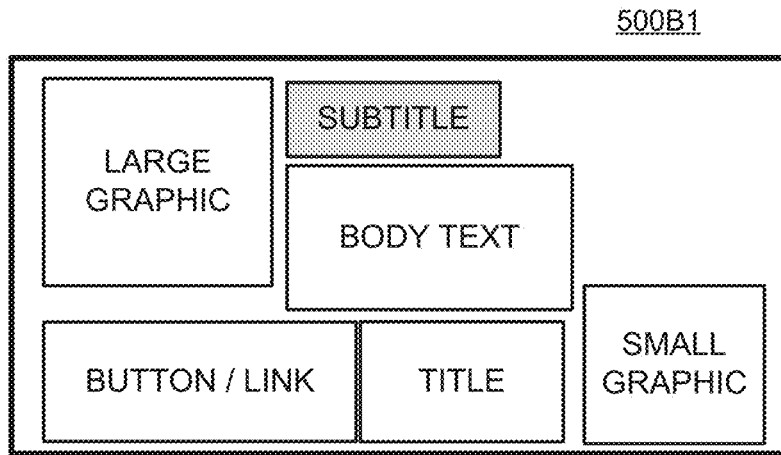 500B1
LARGE
GRAPHIC
SUBTITLE
BODY TEXT
BUTTON / LINK
TITLE
SMALL
GRAPHIC